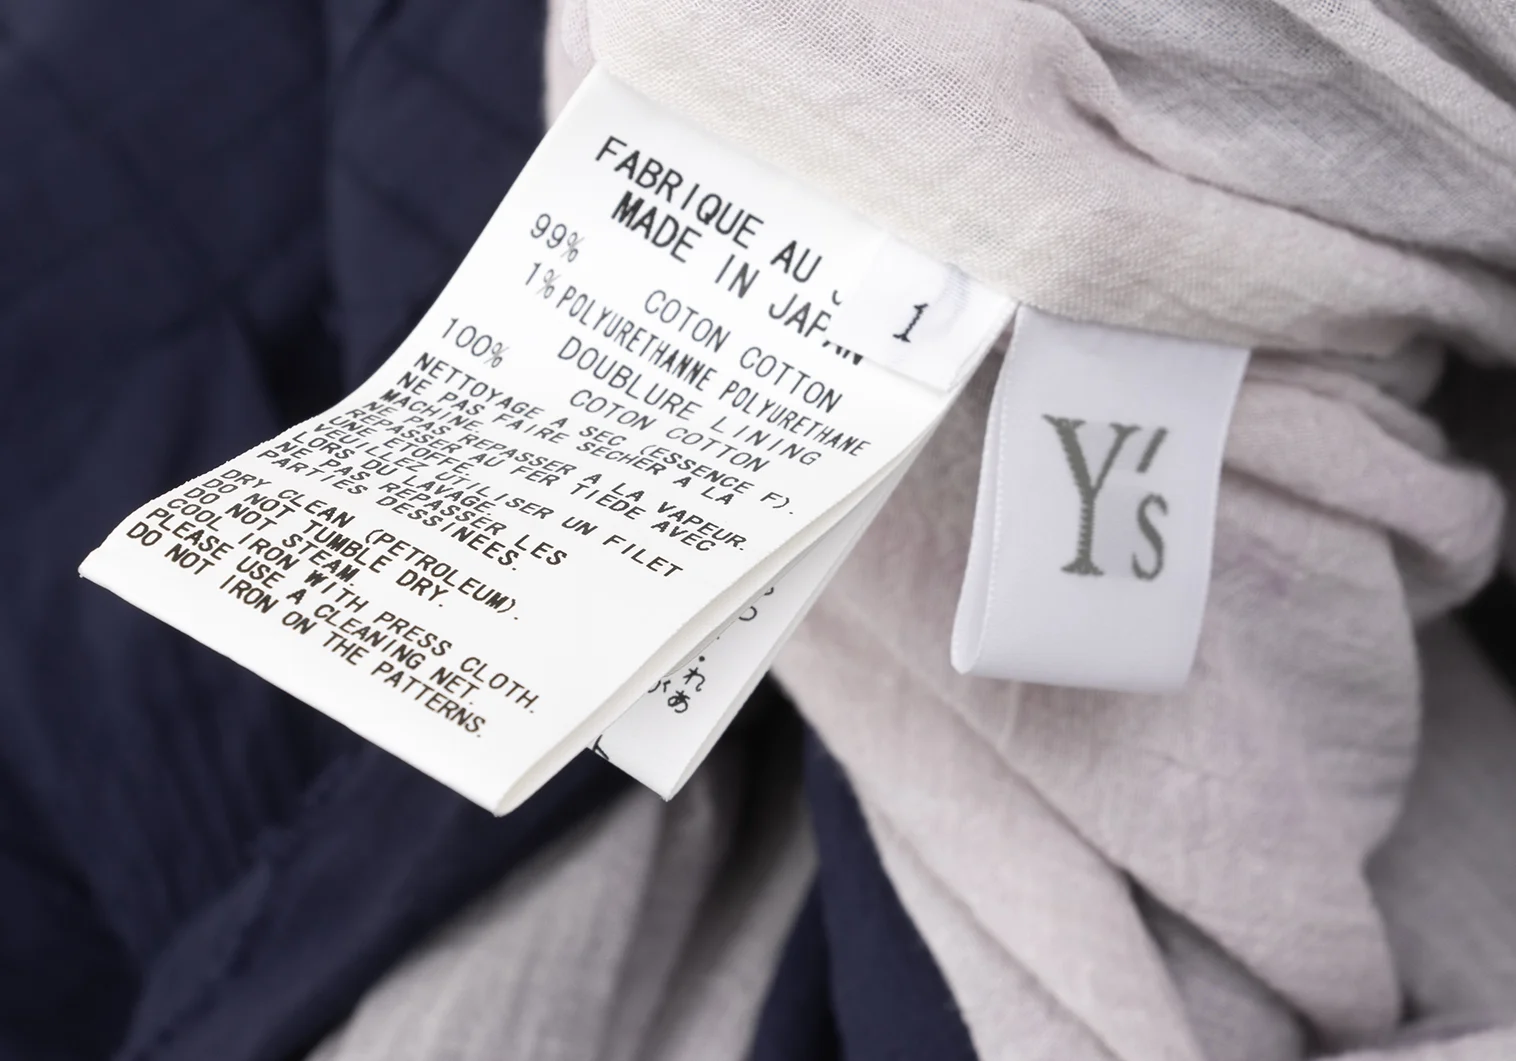 FABRIQUE AU
MADE IN JAPAN
99% COTON COTTON
1% POLYURETHANNE POLYURETHANE
DOUBLURE LINING
100% COTON COTTON
NETTOYAGE A SEC (ESSENCE F).
NE PAS FAIRE SECHER A LA
MACHINE.
NE PAS REPASSER A LA VAPEUR.
REPASSER AU FER TIEDE AVEC
UNE ETOFFE.
VEUILLEZ UTILISER UN FILET
LORS DU LAVAGE.
NE PAS REPASSER LES
PARTIES DESSINEES.
DRY CLEAN (PETROLEUM).
DO NOT TUMBLE DRY.
DO NOT STEAM.
COOL IRON WITH PRESS CLOTH.
PLEASE USE A CLEANING NET.
DO NOT IRON ON THE PATTERNS.
1
Y's